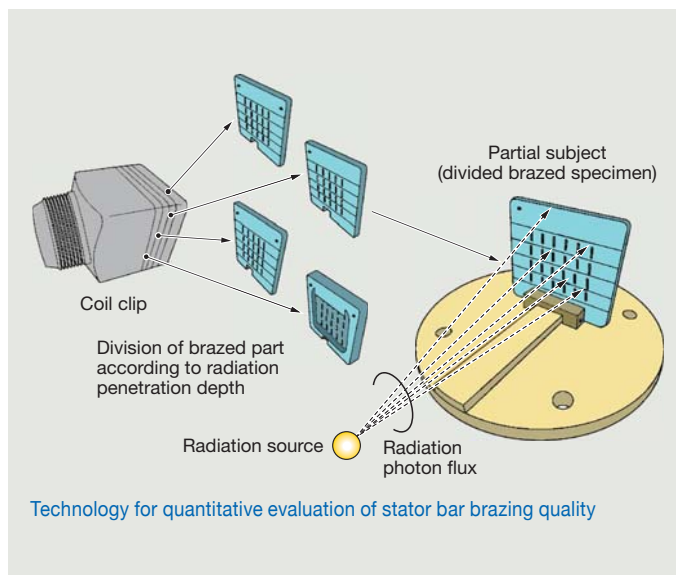 Partial subject
(divided brazed specimen)
Coil clip
Division of brazed part
according to radiation
penetration depth
Radiation source
Radiation
photon flux
Technology for quantitative evaluation of stator bar brazing quality